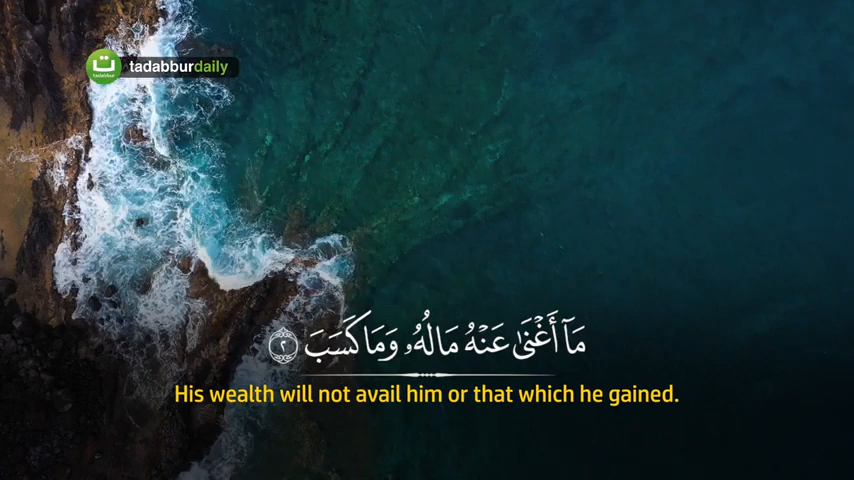 tadabburdaily
مَآ أَغْنَىٰ عَنْهُ مَالُهُۥ وَمَا كَسَبَ ٢
His wealth will not avail him or that which he gained.